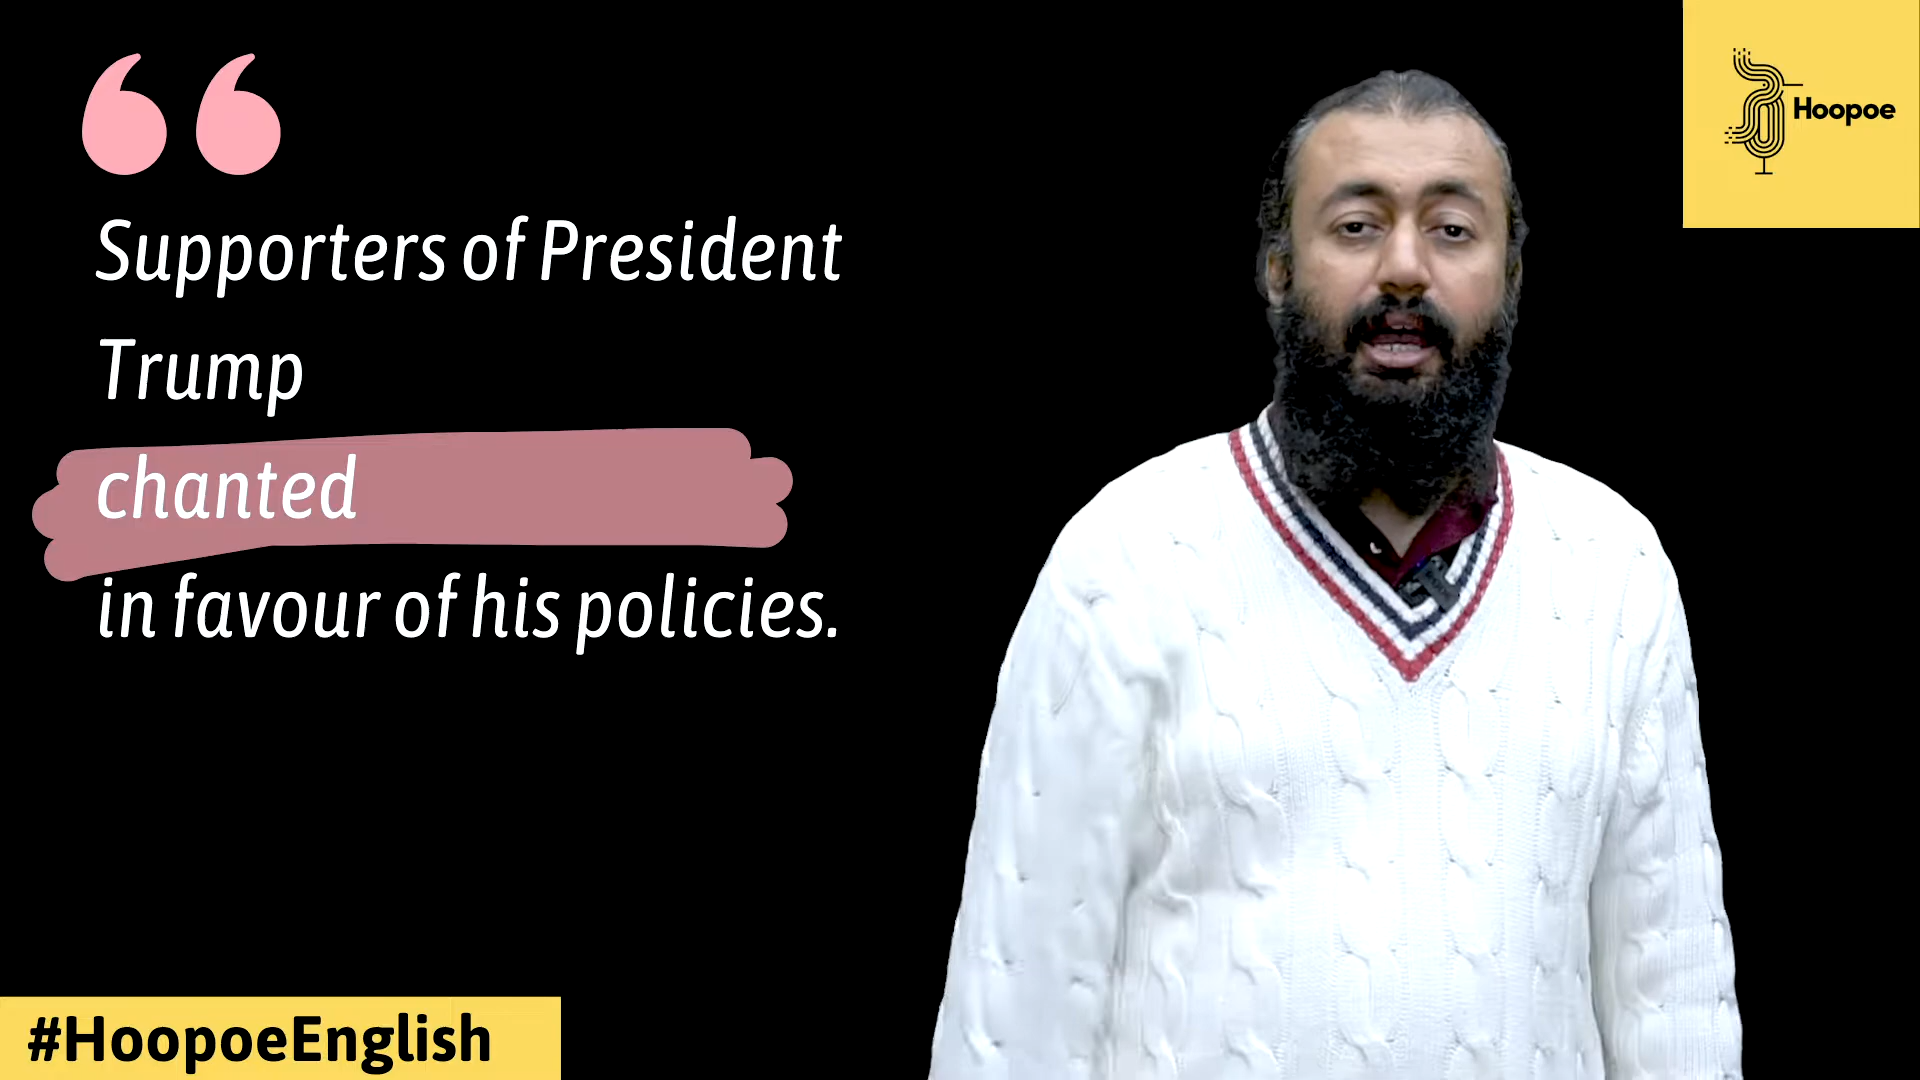 Supporters of President
Trump
chanted
in favour of his policies.
Hoopoe
#HoopoeEnglish